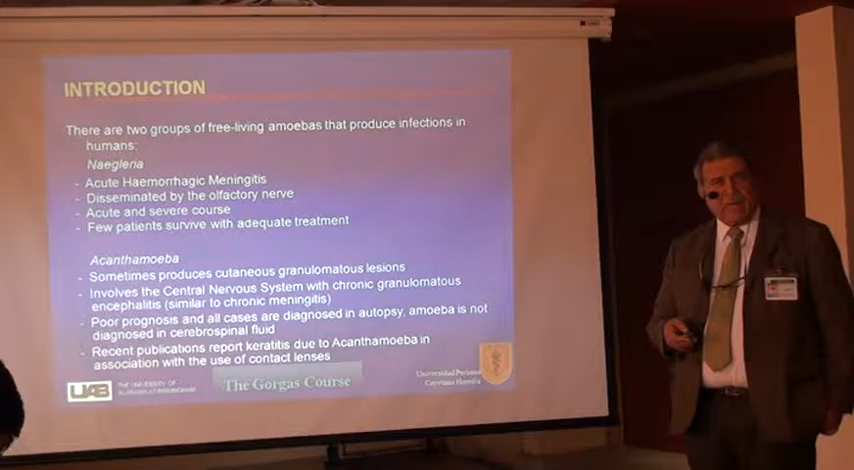 INTRODUCTION
There are two groups of free-living amoebas that produce infections in
humans:
Naegleria
- Acute Haemorrhagic Meningitis
- Disseminated by the olfactory nerve
- Acute and severe course
- Few patients survive with adequate treatment
Acanthamoeba
- Sometimes produces cutaneous granulomatous lesions
- Involves the Central Nervous System with chronic granulomatous
encephalitis (similar to chronic meningitis)
- Poor prognosis and all cases are diagnosed in autopsy, amoeba is not
diagnosed in cerebrospinal fluid
- Recent publications report keratitis due to Acanthamoeba in
association with the use of contact lenses
UAB
THE UNIVERSITY OF
ALABAMA AT BIRMINGHAM
The Gorgas Course
Universidad Peruana
Cayetano Heredia